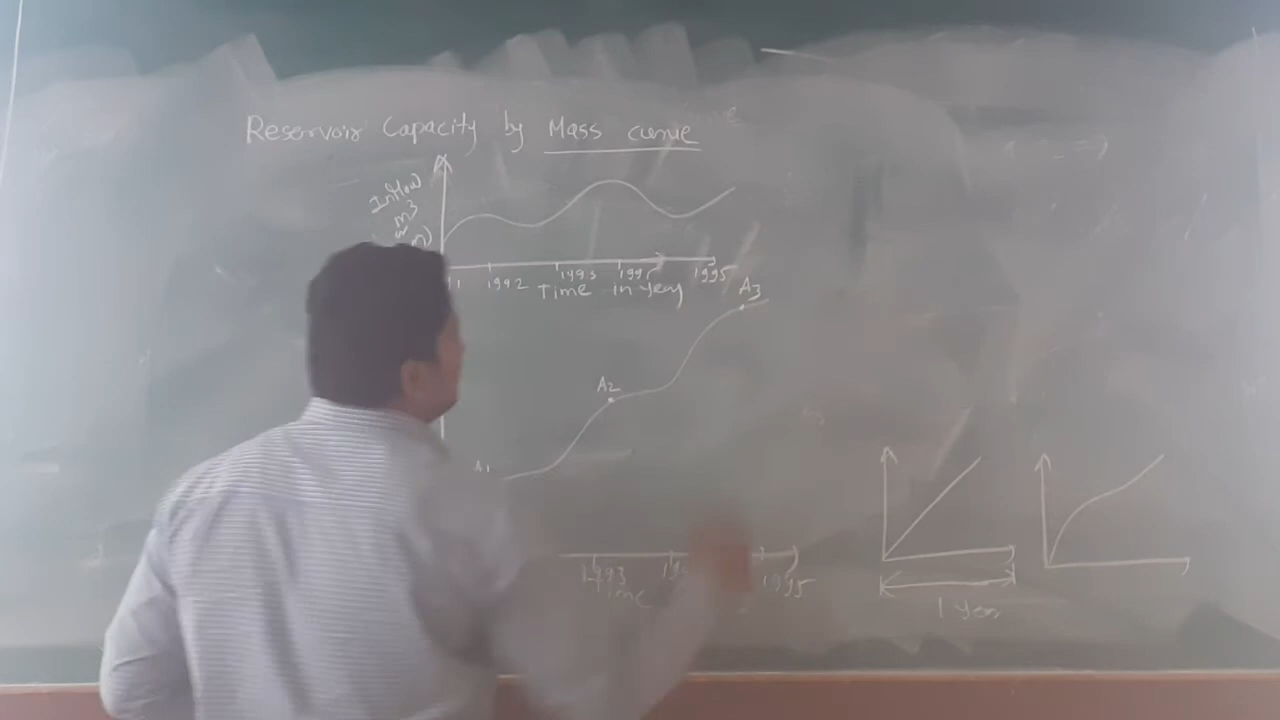 Reservoir Capacity by Mass curve
Inflow
m3
1992 1993 1995
Time in year
A3
A2
A1
1993 1995
1 year